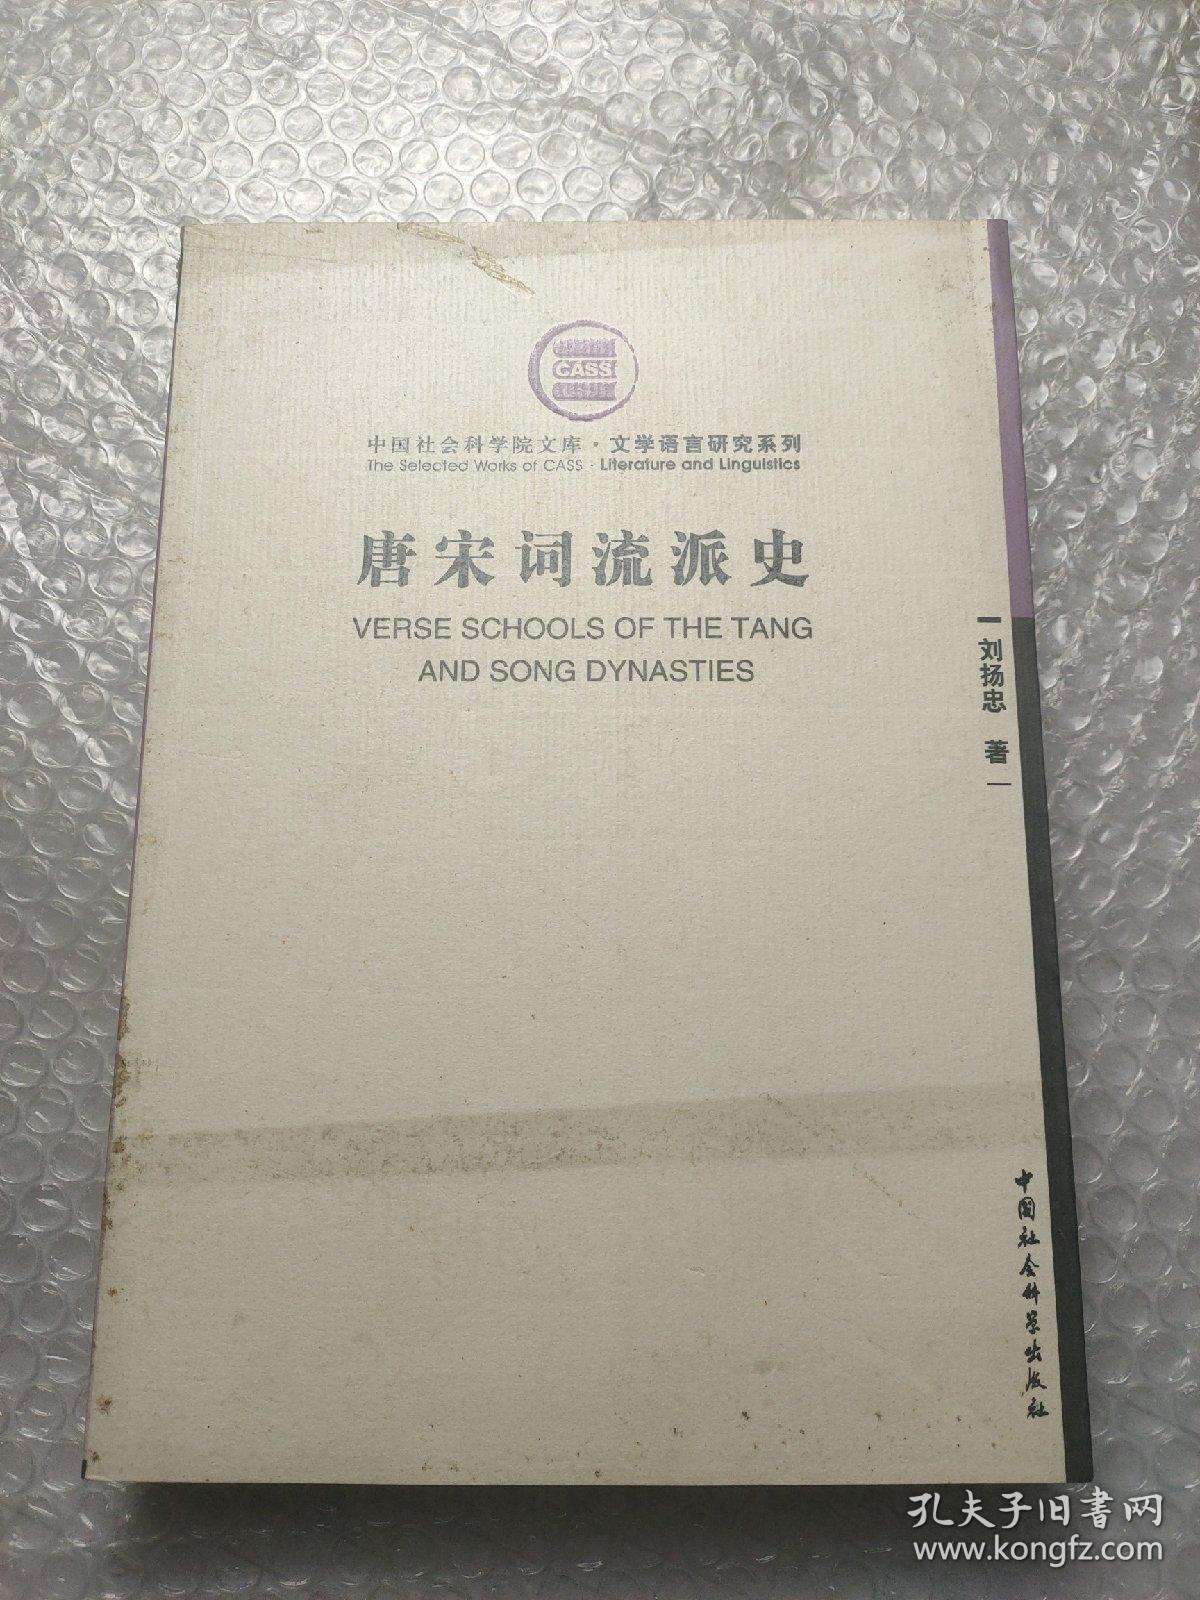 CASS
中国社会科学院文库·文学语言研究系列
The Selected Works of CASS · Literature and Linguistics
唐宋词流派史
VERSE SCHOOLS OF THE TANG
AND SONG DYNASTIES
刘扬忠 著
中国社会科学出版社
孔夫子旧书网
www.kongfz.com